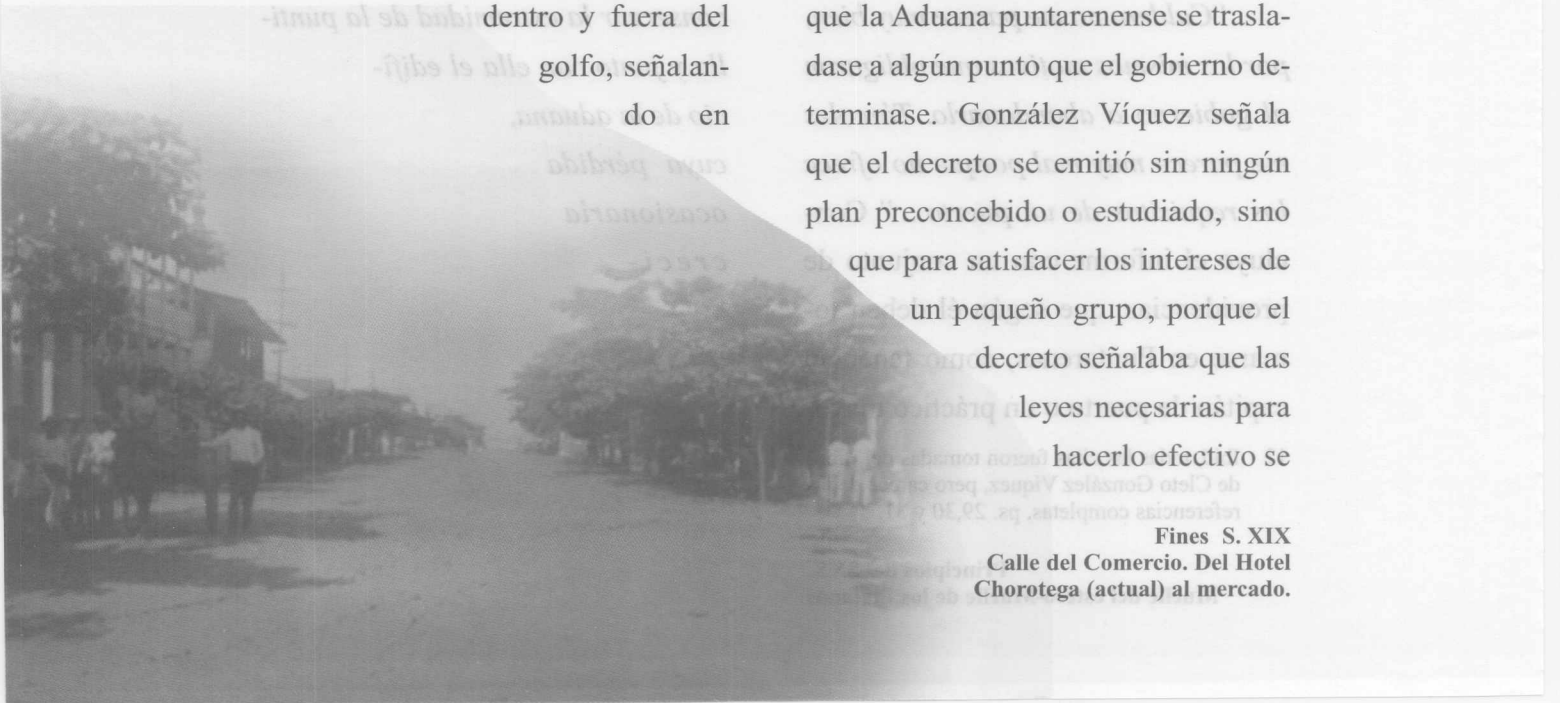 dentro y fuera del
golfo, señalan-
do en
que la Aduana puntarenense se trasla-
dase a algún punto que el gobierno de-
terminase. González Víquez señala
que el decreto se emitió sin ningún
plan preconcebido o estudiado, sino
que para satisfacer los intereses de
un pequeño grupo, porque el
decreto señalaba que las
leyes necesarias para
hacerlo efectivo se
Fines S. XIX
Calle del Comercio. Del Hotel
Chorotega (actual) al mercado.